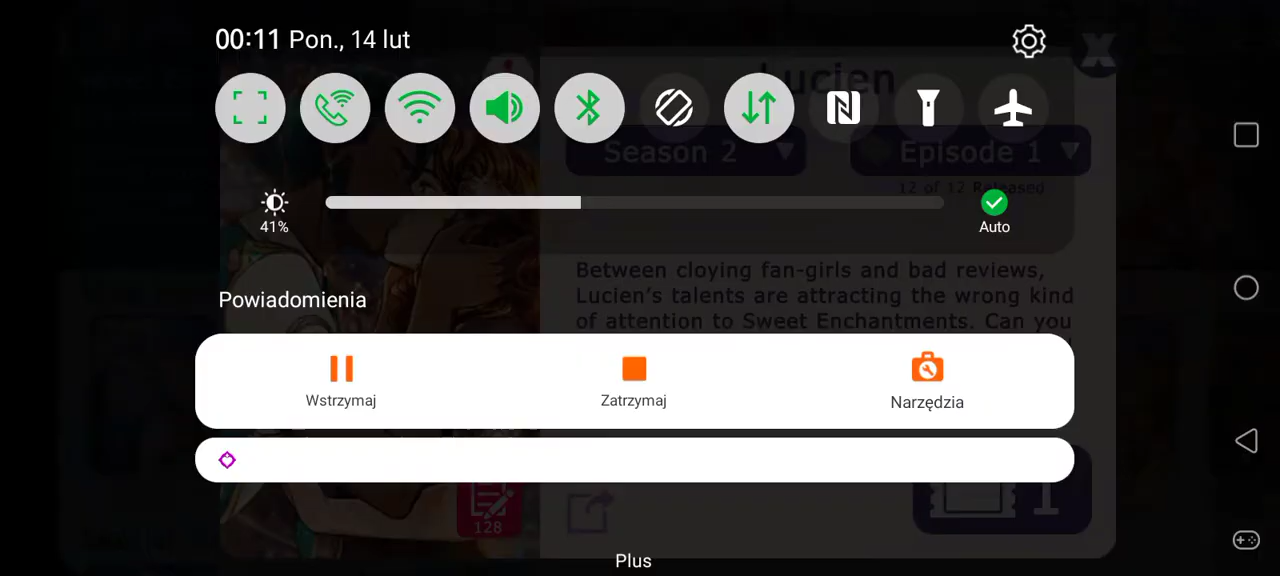 00:11 Pon., 14 lut
Lucien
X
Season 2
Episode 1
12 of 12 Released
41%
Auto
Between cloying fan-girls and bad reviews,
Lucien's talents are attracting the wrong kind
of attention to Sweet Enchantments. Can you
Powiadomienia
Wstrzymaj
Zatrzymaj
Narzędzia
128
1
Plus